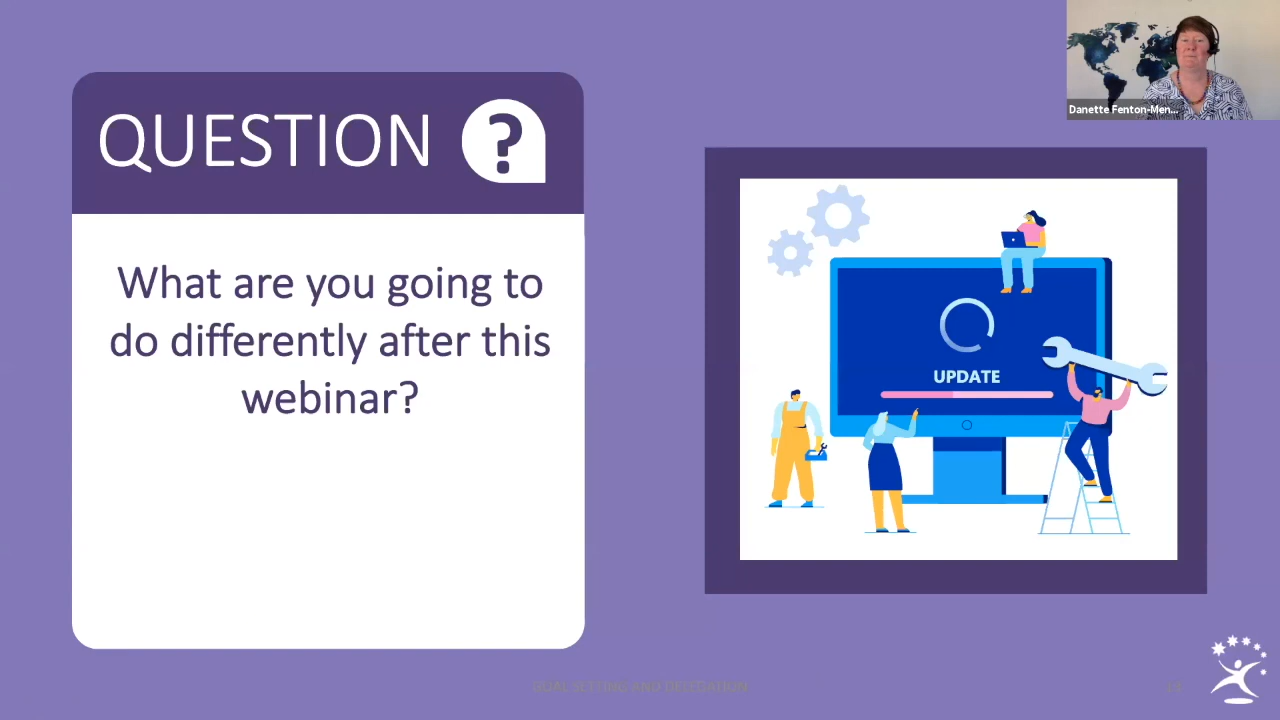 Danette Fenton-Men...
QUESTION ?
What are you going to
do differently after this
webinar?
UPDATE
GOAL SETTING AND DELEGATION